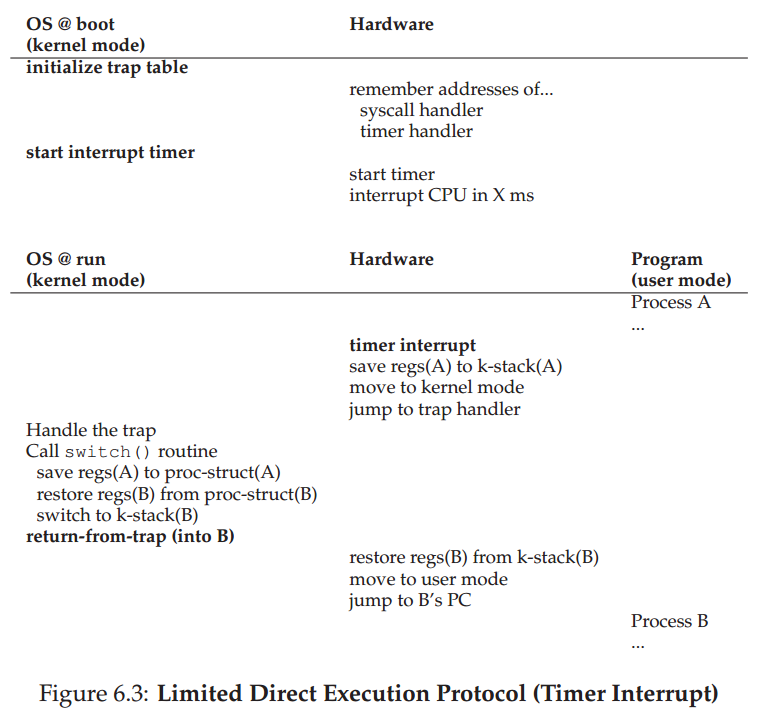 OS @ boot Hardware
(kernel mode)
initialize trap table
remember addresses of...
syscall handler
timer handler
start interrupt timer
start timer
interrupt CPU in X ms
OS @ run Hardware Program
(kernel mode) (user mode)
Process A
...
timer interrupt
save regs(A) to k-stack(A)
move to kernel mode
jump to trap handler
Handle the trap
Call switch() routine
save regs(A) to proc-struct(A)
restore regs(B) from proc-struct(B)
switch to k-stack(B)
return-from-trap (into B)
restore regs(B) from k-stack(B)
move to user mode
jump to B's PC
Process B
...
Figure 6.3: Limited Direct Execution Protocol (Timer Interrupt)